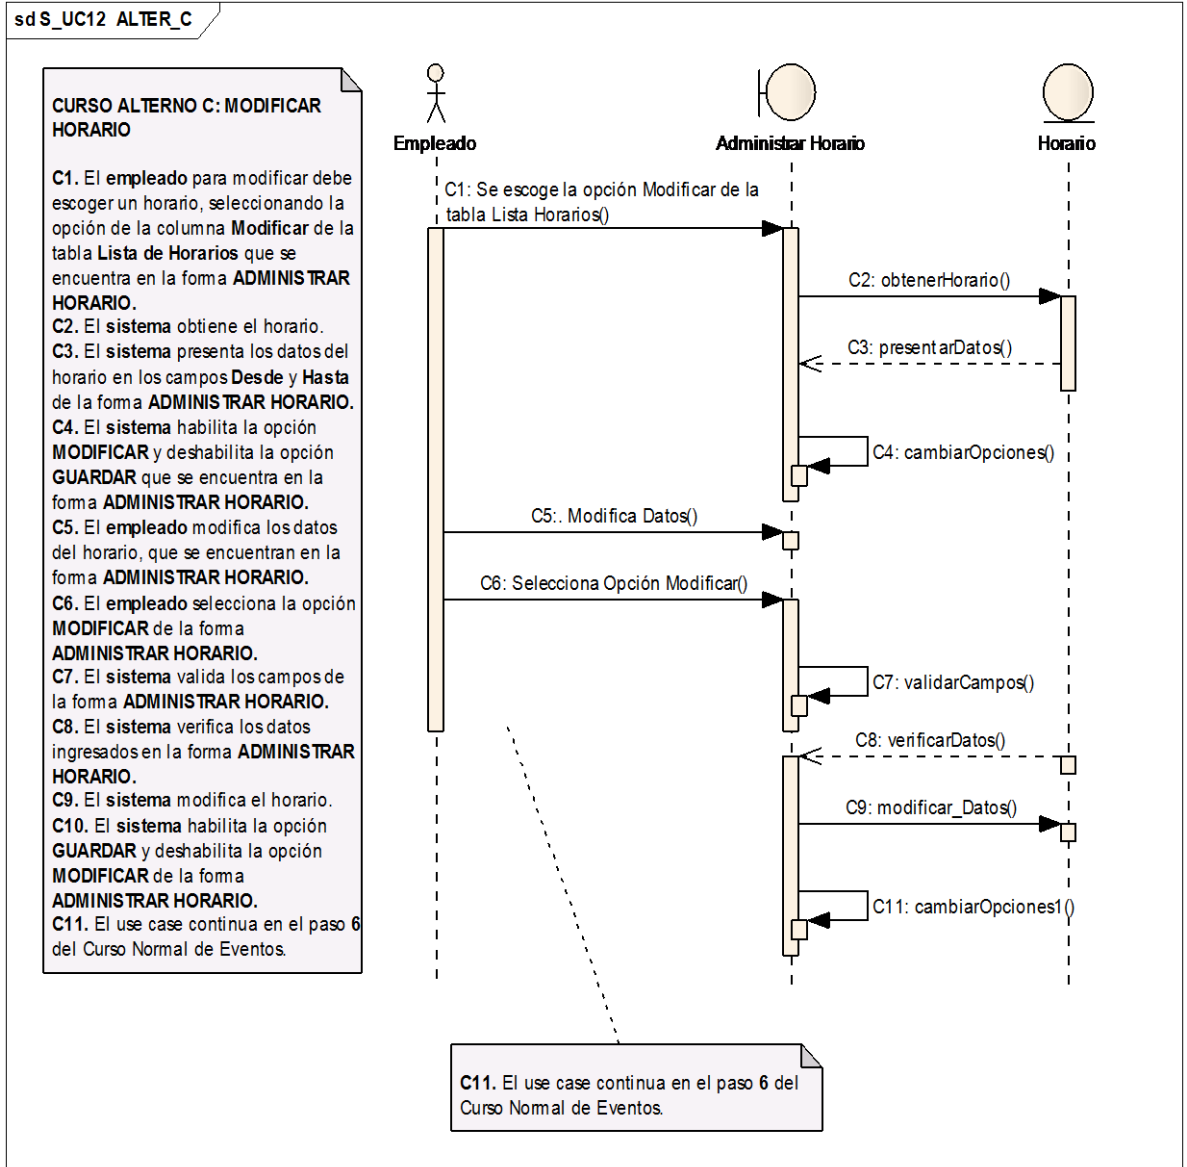 sd S_UC12 ALTER_C
CURSO ALTERNO C: MODIFICAR
HORARIO
C1. El empleado para modificar debe
escoger un horario, seleccionando la
opción de la columna Modificar de la
tabla Lista de Horarios que se
encuentra en la forma ADMINISTRAR
HORARIO.
C2. El sistema obtiene el horario.
C3. El sistema presenta los datos del
horario en los campos Desde y Hasta
de la forma ADMINISTRAR HORARIO.
C4. El sistema habilita la opción
MODIFICAR y deshabilita la opción
GUARDAR que se encuentra en la
forma ADMINISTRAR HORARIO.
C5. El empleado modifica los datos
del horario, que se encuentran en la
forma ADMINISTRAR HORARIO.
C6. El empleado selecciona la opción
MODIFICAR de la forma
ADMINISTRAR HORARIO.
C7. El sistema valida los campos de
la forma ADMINISTRAR HORARIO.
C8. El sistema verifica los datos
ingresados en la forma ADMINISTRAR
HORARIO.
C9. El sistema modifica el horario.
C10. El sistema habilita la opción
GUARDAR y deshabilita la opción
MODIFICAR de la forma
ADMINISTRAR HORARIO.
C11. El use case continua en el paso 6
del Curso Normal de Eventos.
Empleado
Administrar Horario
Horario
C1: Se escoge la opción Modificar de la
tabla Lista Horarios()
C2: obtenerHorario()
C3: presentarDatos()
C4: cambiarOpciones()
C5:. Modifica Datos()
C6: Selecciona Opción Modificar()
C7: validarCampos()
C8: verificarDatos()
C9: modificar_Datos()
C11: cambiarOpciones1()
C11. El use case continua en el paso 6 del
Curso Normal de Eventos.